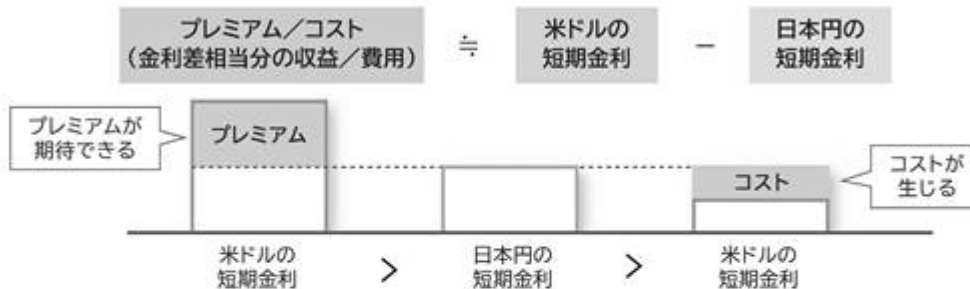 プレミアム／コスト
（金利差相当分の収益／費用）
≒
米ドルの
短期金利
－
日本円の
短期金利
プレミアムが
期待できる
プレミアム
コスト
コストが
生じる
米ドルの
短期金利
>
日本円の
短期金利
>
米ドルの
短期金利